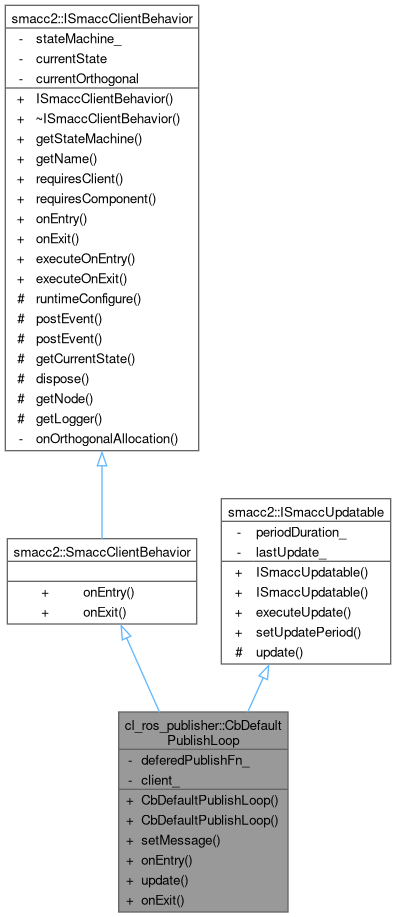 smacc2::ISmaccClientBehavior
- stateMachine_
- currentState
- currentOrthogonal
+ ISmaccClientBehavior()
+ ~ISmaccClientBehavior()
+ getStateMachine()
+ getName()
+ requiresClient()
+ requiresComponent()
+ onEntry()
+ onExit()
+ executeOnEntry()
+ executeOnExit()
# runtimeConfigure()
# postEvent()
# postEvent()
# getCurrentState()
# dispose()
# getNode()
# getLogger()
- onOrthogonalAllocation()
smacc2::ISmaccUpdatable
- periodDuration_
- lastUpdate_
+ ISmaccUpdatable()
+ ISmaccUpdatable()
+ executeUpdate()
+ setUpdatePeriod()
# update()
smacc2::SmaccClientBehavior
+ onEntry()
+ onExit()
cl_ros_publisher::CbDefault
PublishLoop
- deferedPublishFn_
- client_
+ CbDefaultPublishLoop()
+ CbDefaultPublishLoop()
+ setMessage()
+ onEntry()
+ update()
+ onExit()